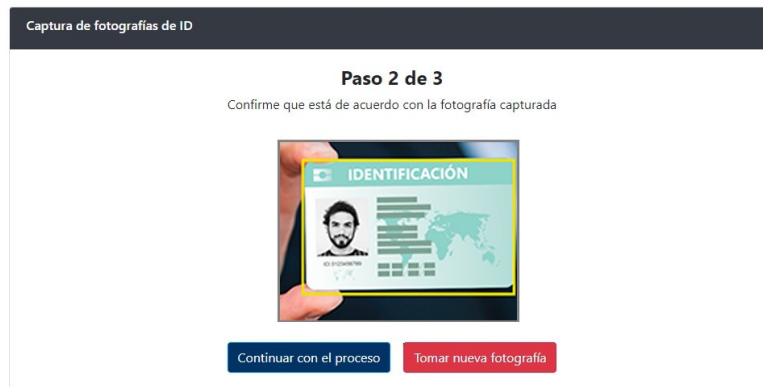 Captura de fotografías de ID
Paso 2 de 3
Confirme que está de acuerdo con la fotografía capturada
IDENTIFICACIÓN
Continuar con el proceso
Tomar nueva fotografía